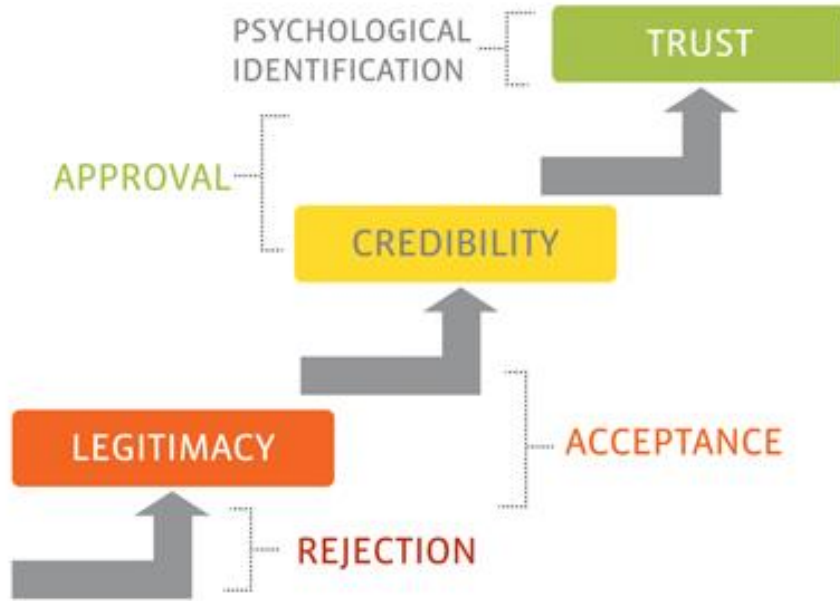 PSYCHOLOGICAL
IDENTIFICATION
TRUST
APPROVAL
CREDIBILITY
LEGITIMACY
ACCEPTANCE
REJECTION